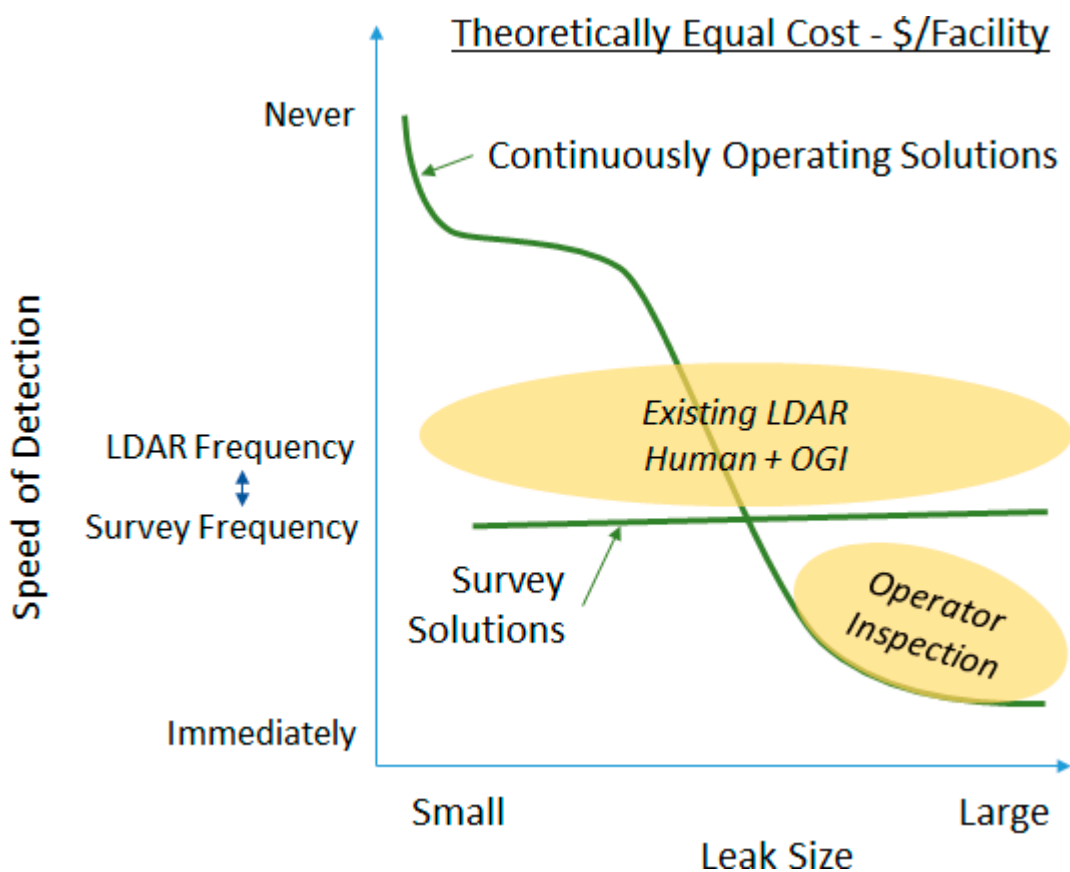 Theoretically Equal Cost - $/Facility
Never
Continuously Operating Solutions
Speed of Detection
Existing LDAR
Human + OGI
LDAR Frequency
Survey Frequency
Survey
Solutions
Operator
Inspection
Immediately
Small
Large
Leak Size